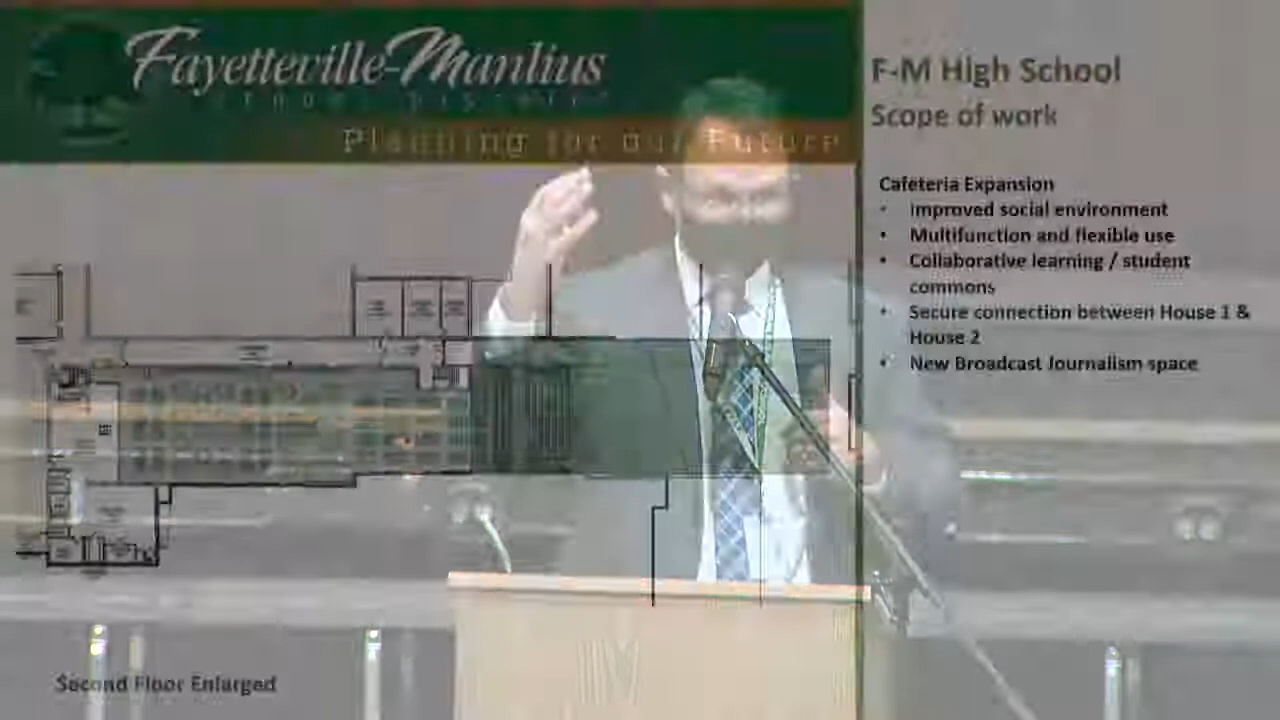 Fayetteville-Manlius
Planning for our Future
F-M High School
Scope of work
Cafeteria Expansion
• Improved social environment
• Multifunction and flexible use
• Collaborative learning / student
commons
• Secure connection between House 1 &
House 2
• New Broadcast Journalism space
Second Floor Enlarged